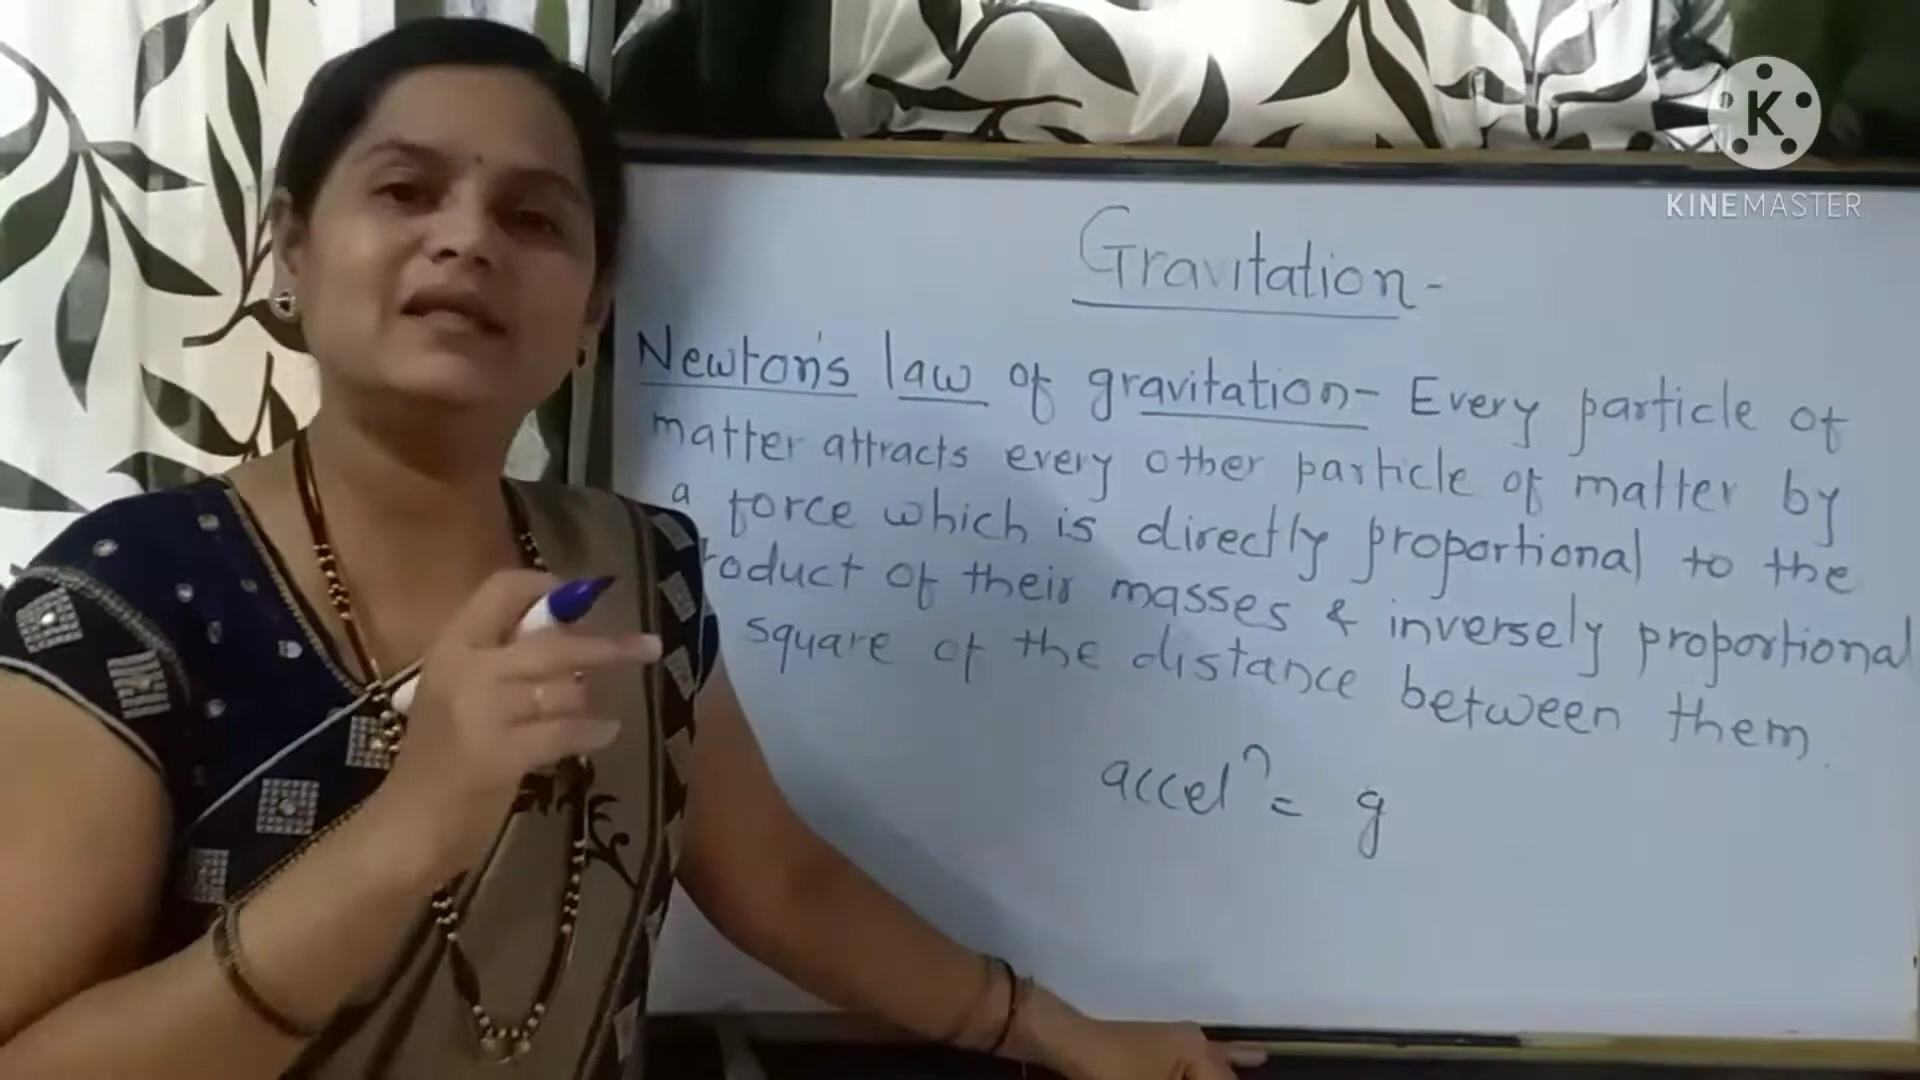 K
KINEMASTER
Gravitation-
Newton's law of gravitation- Every particle of
matter attracts every other particle of matter by
a force which is directly proportional to the
roduct of their masses & inversely proportional
square of the distance between them.
accelⁿ = g